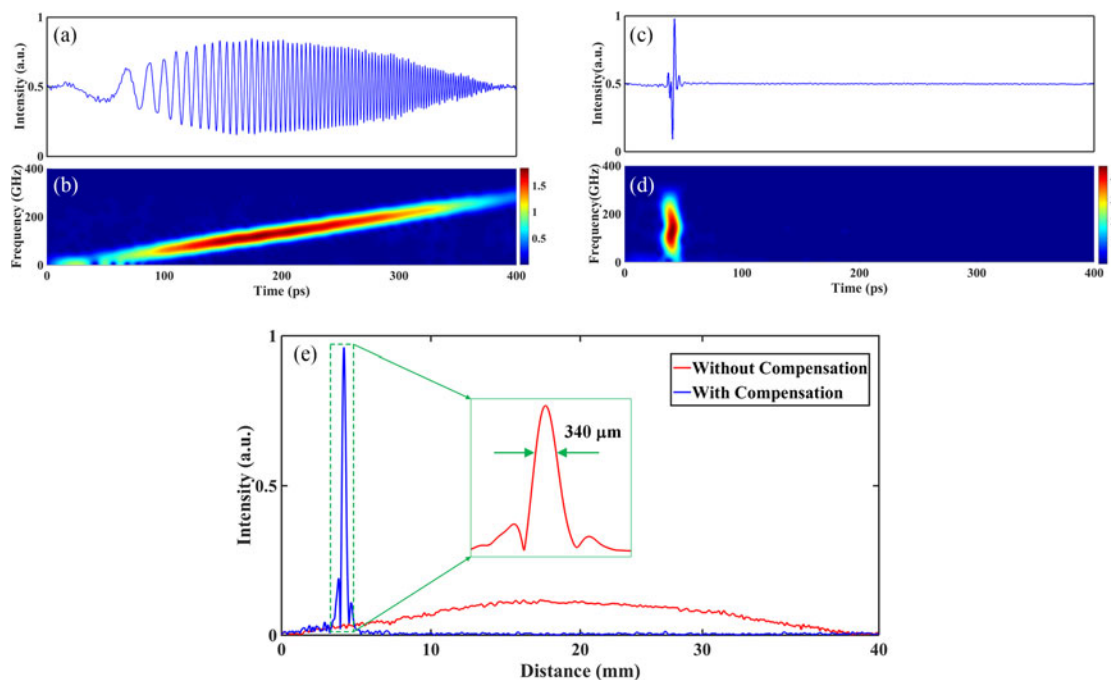 1
(a)
Intensity (a.u.)
0.5
0
400
(b)
Frequency (GHz)
200
0
1.5
1
0.5
0
100
200
300
400
Time (ps)
1
(c)
Intensity(a.u.)
0.5
0
400
(d)
Frequency(GHz)
200
0
0
100
200
300
400
Time (ps)
1
(e)
Intensity (a.u.)
0.5
0
Without Compensation
With Compensation
340 μm
0
10
20
30
40
Distance (mm)